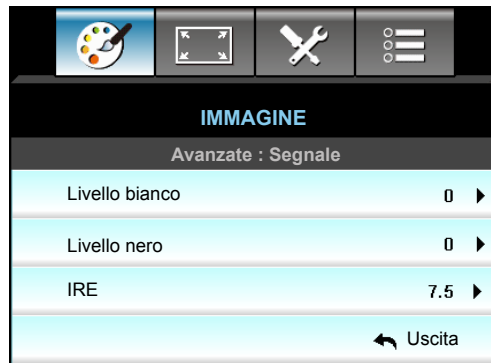 IMMAGINE
Avanzate : Segnale
Livello bianco 0
Livello nero 0
IRE 7.5
Uscita